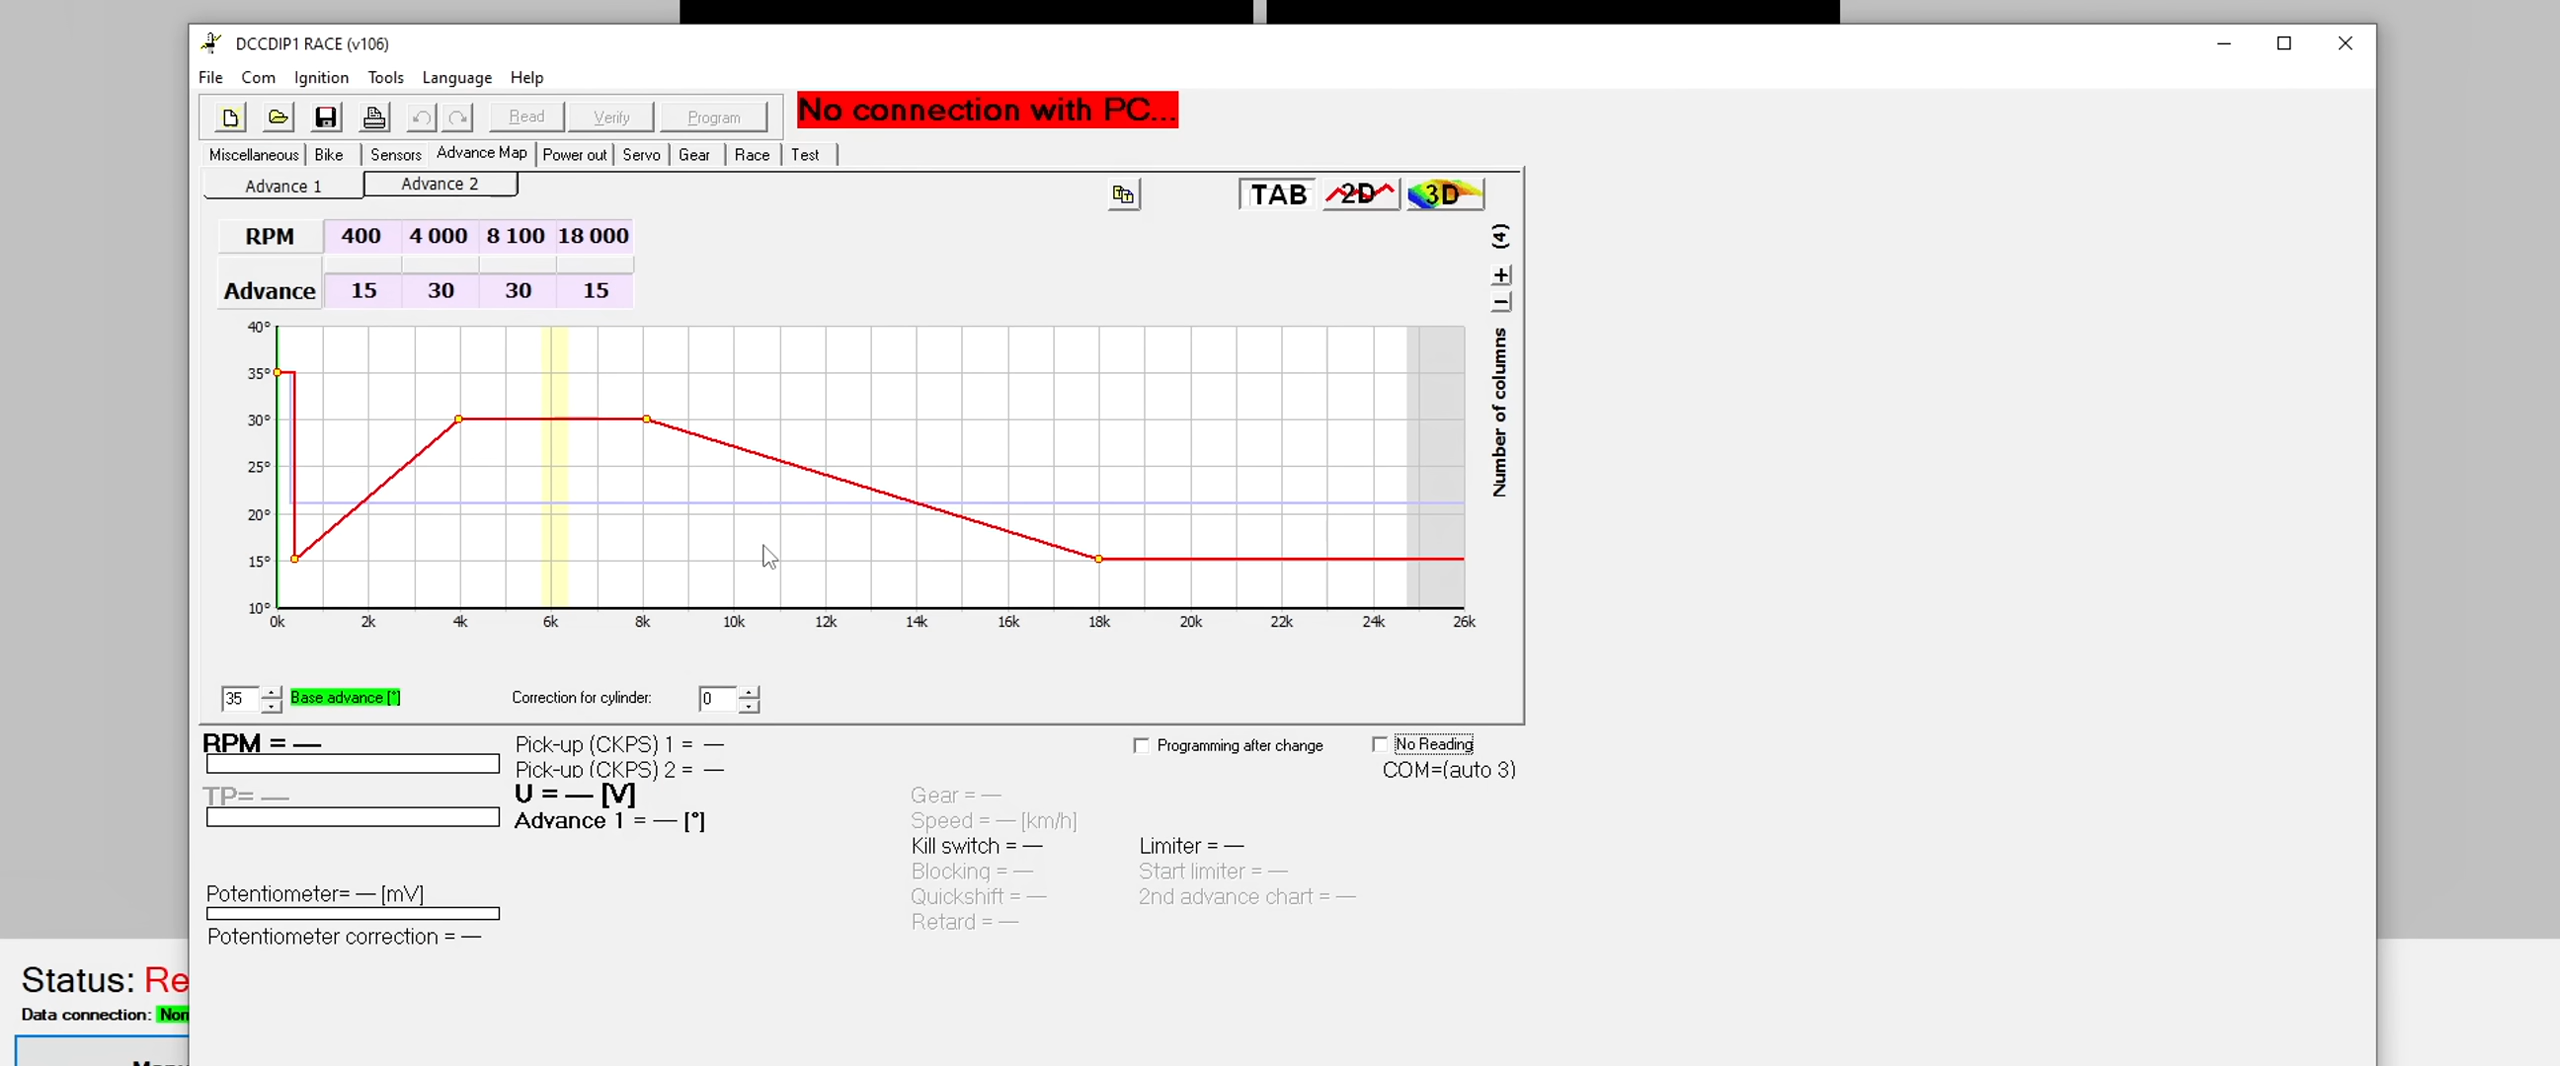 DCCDIP1 RACE (v106)
File Com Ignition Tools Language Help
Read Verify Program No connection with PC...
Miscellaneous Bike Sensors Advance Map Power out Servo Gear Race Test
Advance 1 Advance 2
TAB 2D 3D
RPM 400 4 000 8 100 18 000
Advance 15 30 30 15
Number of columns (4)
+
-
40°
35°
30°
25°
20°
15°
10°
0k 2k 4k 6k 8k 10k 12k 14k 16k 18k 20k 22k 24k 26k
35 Base advance [°] Correction for cylinder: 0
RPM = — Pick-up (CKPS) 1 = — Programming after change No Reading
Pick-up (CKPS) 2 = — COM=(auto 3)
TP= — U = — [V] Gear = —
Advance 1 = — [°] Speed = — [km/h]
Kill switch = — Limiter = —
Blocking = — Start limiter = —
Potentiometer= — [mV] Quickshift = — 2nd advance chart = —
Retard = —
Potentiometer correction = —
Status: Re
Data connection: Non